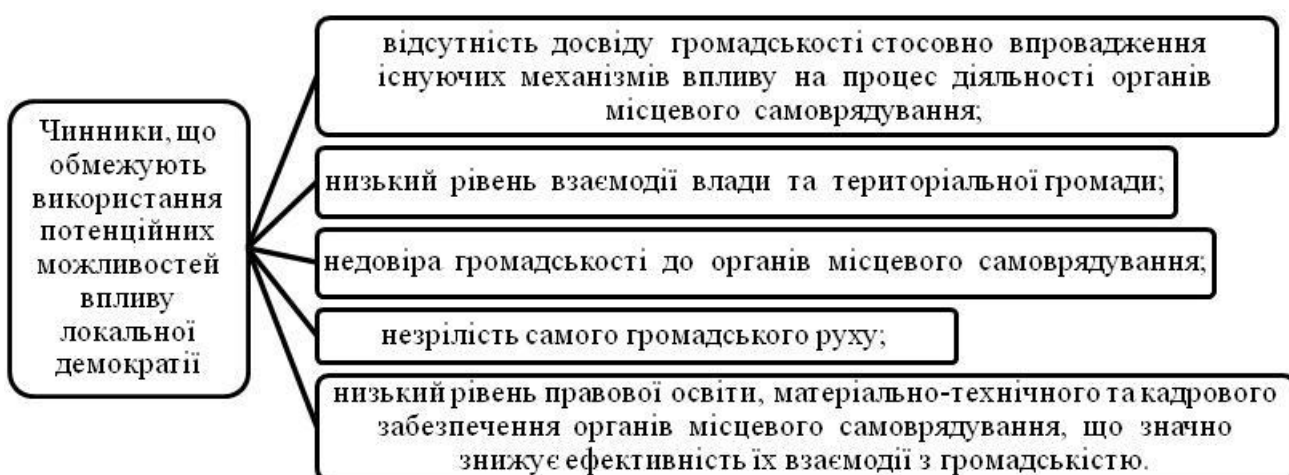 Чинники, що
обмежують
використання
потенційних
можливостей
впливу
локальної
демократії
відсутність досвіду громадськості стосовно впровадження
існуючих механізмів впливу на процес діяльності органів
місцевого самоврядування;
низький рівень взаємодії влади та територіальної громади;
недовіра громадськості до органів місцевого самоврядування;
незрілість самого громадського руху;
низький рівень правової освіти, матеріально-технічного та кадрового
забезпечення органів місцевого самоврядування, що значно
знижує ефективність їх взаємодії з громадськістю.